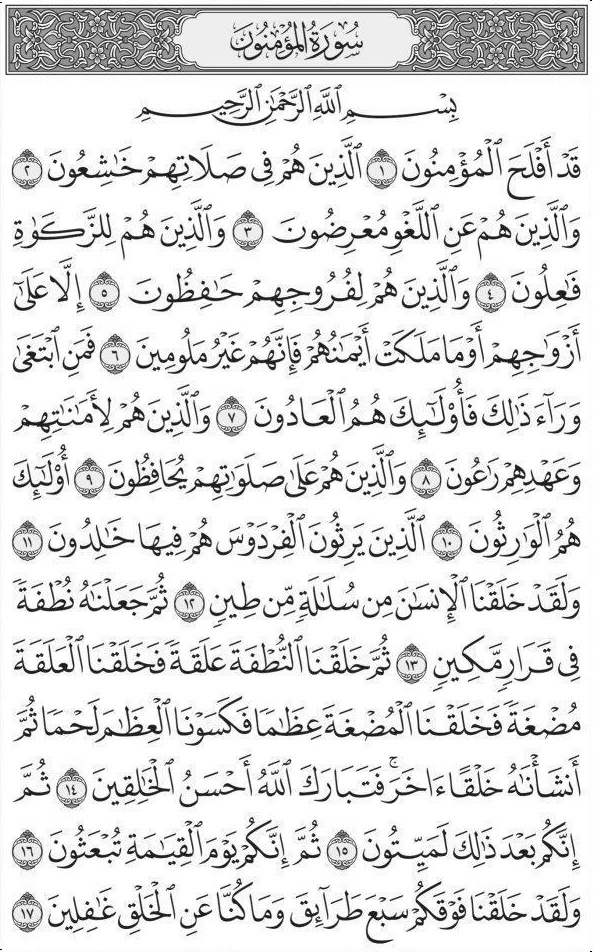 سُورَةُ المُؤْمِنُونَ
بِسْمِ ٱللَّهِ ٱلرَّحْمَٰنِ ٱلرَّحِيمِ
قَدْ أَفْلَحَ ٱلْمُؤْمِنُونَ ١ ٱلَّذِينَ هُمْ فِى صَلَاتِهِمْ خَٰشِعُونَ ٢
وَٱلَّذِينَ هُمْ عَنِ ٱللَّغْوِ مُعْرِضُونَ ٣ وَٱلَّذِينَ هُمْ لِلزَّكَوٰةِ
فَٰعِلُونَ ٤ وَٱلَّذِينَ هُمْ لِفُرُوجِهِمْ حَٰفِظُونَ ٥ إِلَّا عَلَىٰٓ
أَزْوَٰجِهِمْ أَوْ مَا مَلَكَتْ أَيْمَٰنُهُمْ فَإِنَّهُمْ غَيْرُ مَلُومِينَ ٦ فَمَنِ ٱبْتَغَىٰ
وَرَآءَ ذَٰلِكَ فَأُو۟لَٰٓئِكَ هُمُ ٱلْعَادُونَ ٧ وَٱلَّذِينَ هُمْ لِأَمَٰنَٰتِهِمْ
وَعَهْدِهِمْ رَٰعُونَ ٨ وَٱلَّذِينَ هُمْ عَلَىٰ صَلَوَٰتِهِمْ يُحَافِظُونَ ٩ أُو۟لَٰٓئِكَ
هُمُ ٱلْوَٰرِثُونَ ١٠ ٱلَّذِينَ يَرِثُونَ ٱلْفِرْدَوْسَ هُمْ فِيهَا خَٰلِدُونَ ١١
وَلَقَدْ خَلَقْنَا ٱلْإِنسَٰنَ مِن سُلَٰلَةٍ مِّن طِينٍ ١٢ ثُمَّ جَعَلْنَٰهُ نُطْفَةً
فِى قَرَارٍ مَّكِينٍ ١٣ ثُمَّ خَلَقْنَا ٱلنُّطْفَةَ عَلَقَةً فَخَلَقْنَا ٱلْعَلَقَةَ
مُضْغَةً فَخَلَقْنَا ٱلْمُضْغَةَ عِظَٰمًا فَكَسَوْنَا ٱلْعِظَٰمَ لَحْمًا ثُمَّ
أَنشَأْنَٰهُ خَلْقًا ءَاخَرَ ۚ فَتَبَارَكَ ٱللَّهُ أَحْسَنُ ٱلْخَٰلِقِينَ ١٤ ثُمَّ
إِنَّكُم بَعْدَ ذَٰلِكَ لَمَيِّتُونَ ١٥ ثُمَّ إِنَّكُمْ يَوْمَ ٱلْقِيَٰمَةِ تُبْعَثُونَ ١٦
وَلَقَدْ خَلَقْنَا فَوْقَكُمْ سَبْعَ طَرَآئِقَ وَمَا كُنَّا عَنِ ٱلْخَلْقِ غَٰفِلِينَ ١٧